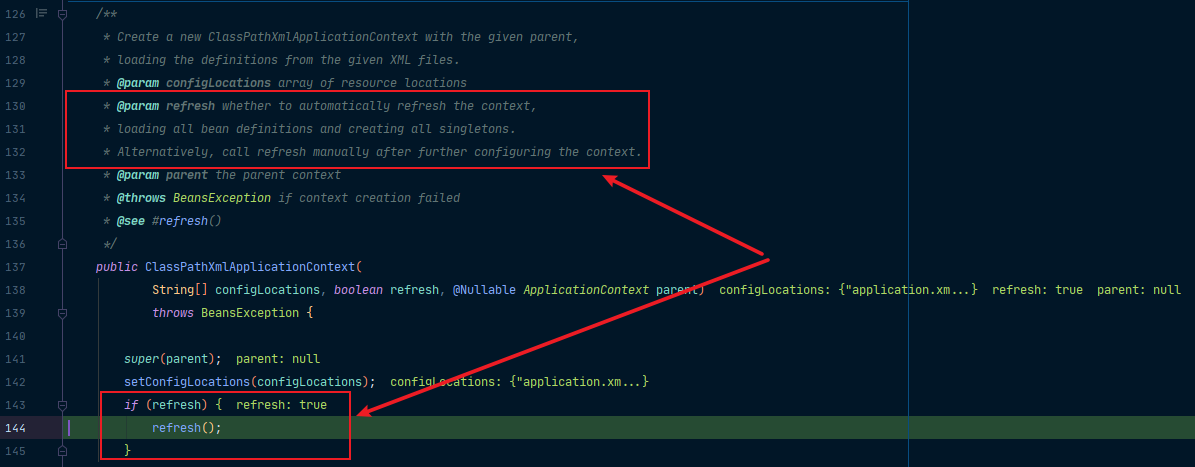 126 /**
127 * Create a new ClassPathXmlApplicationContext with the given parent,
128 * loading the definitions from the given XML files.
129 * @param configLocations array of resource locations
130 * @param refresh whether to automatically refresh the context,
131 * loading all bean definitions and creating all singletons.
132 * Alternatively, call refresh manually after further configuring the context.
133 * @param parent the parent context
134 * @throws BeansException if context creation failed
135 * @see #refresh()
136 */
137 public ClassPathXmlApplicationContext(
138 String[] configLocations, boolean refresh, @Nullable ApplicationContext parent) configLocations: {"application.xm...} refresh: true parent: null
139 throws BeansException {
140
141 super(parent); parent: null
142 setConfigLocations(configLocations); configLocations: {"application.xm...}
143 if (refresh) { refresh: true
144 refresh();
145 }